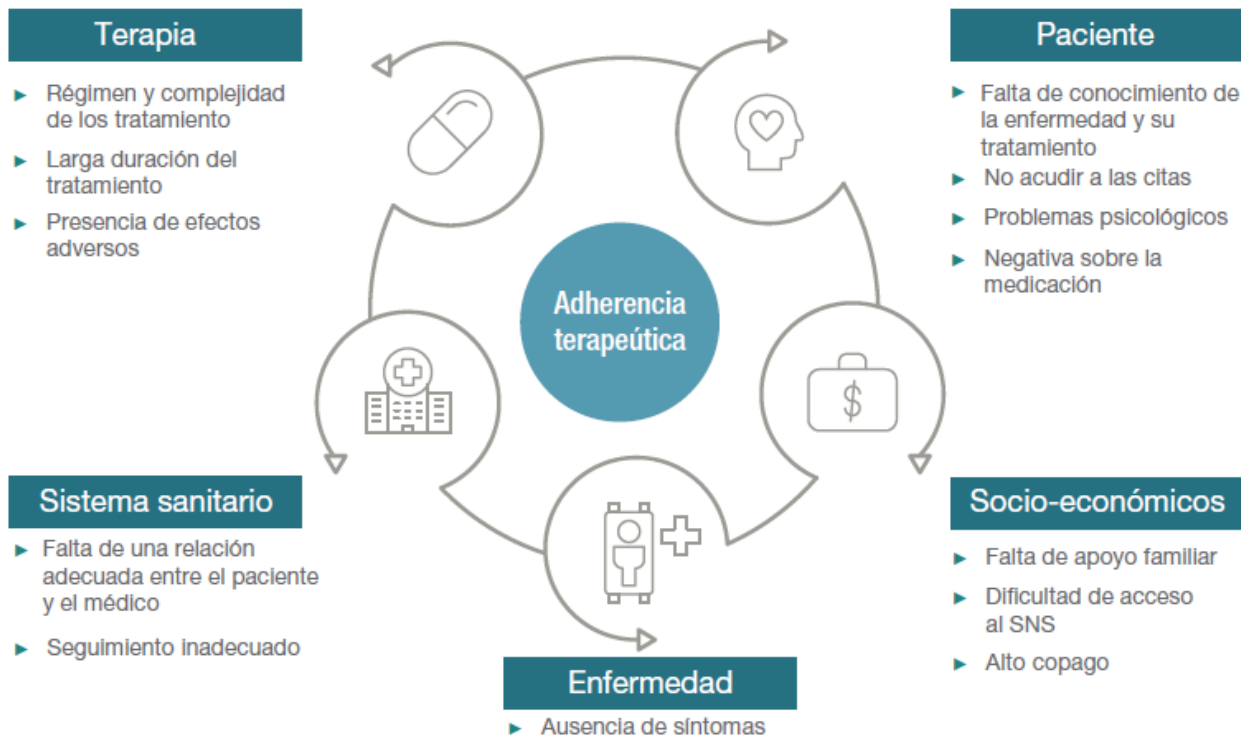 Terapia
Régimen y complejidad
de los tratamiento
Larga duración del
tratamiento
Presencia de efectos
adversos
Paciente
Falta de conocimiento de
la enfermedad y su
tratamiento
No acudir a las citas
Problemas psicológicos
Negativa sobre la
medicación
Adherencia
terapeútica
$
Sistema sanitario
Falta de una relación
adecuada entre el paciente
y el médico
Seguimiento inadecuado
Socio-económicos
Falta de apoyo familiar
Dificultad de acceso
al SNS
Alto copago
Enfermedad
Ausencia de síntomas